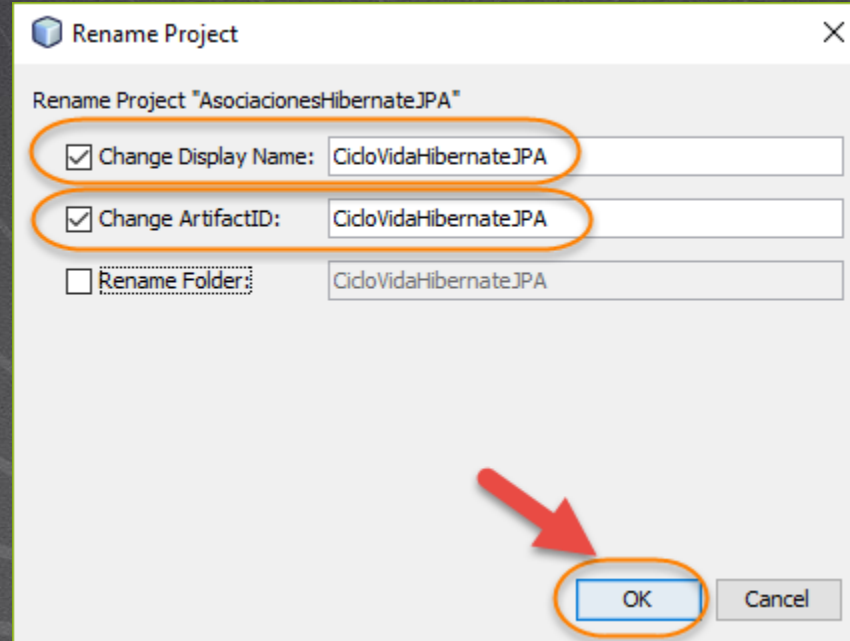 Rename Project
Rename Project "AsociacionesHibernateJPA"
Change Display Name: CicloVidaHibernateJPA
Change ArtifactID: CicloVidaHibernateJPA
Rename Folder: CicloVidaHibernateJPA
OK Cancel